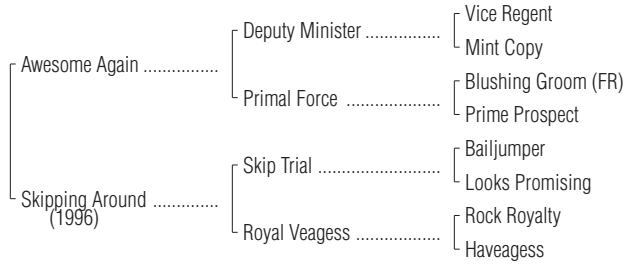 Vice Regent
Deputy Minister ..................
Mint Copy
Awesome Again ...............
Blushing Groom (FR)
Primal Force ......................
Prime Prospect
Bailjumper
Skip Trial ...........................
Looks Promising
Skipping Around .............
(1996)
Rock Royalty
Royal Veagess ..................
Haveagess